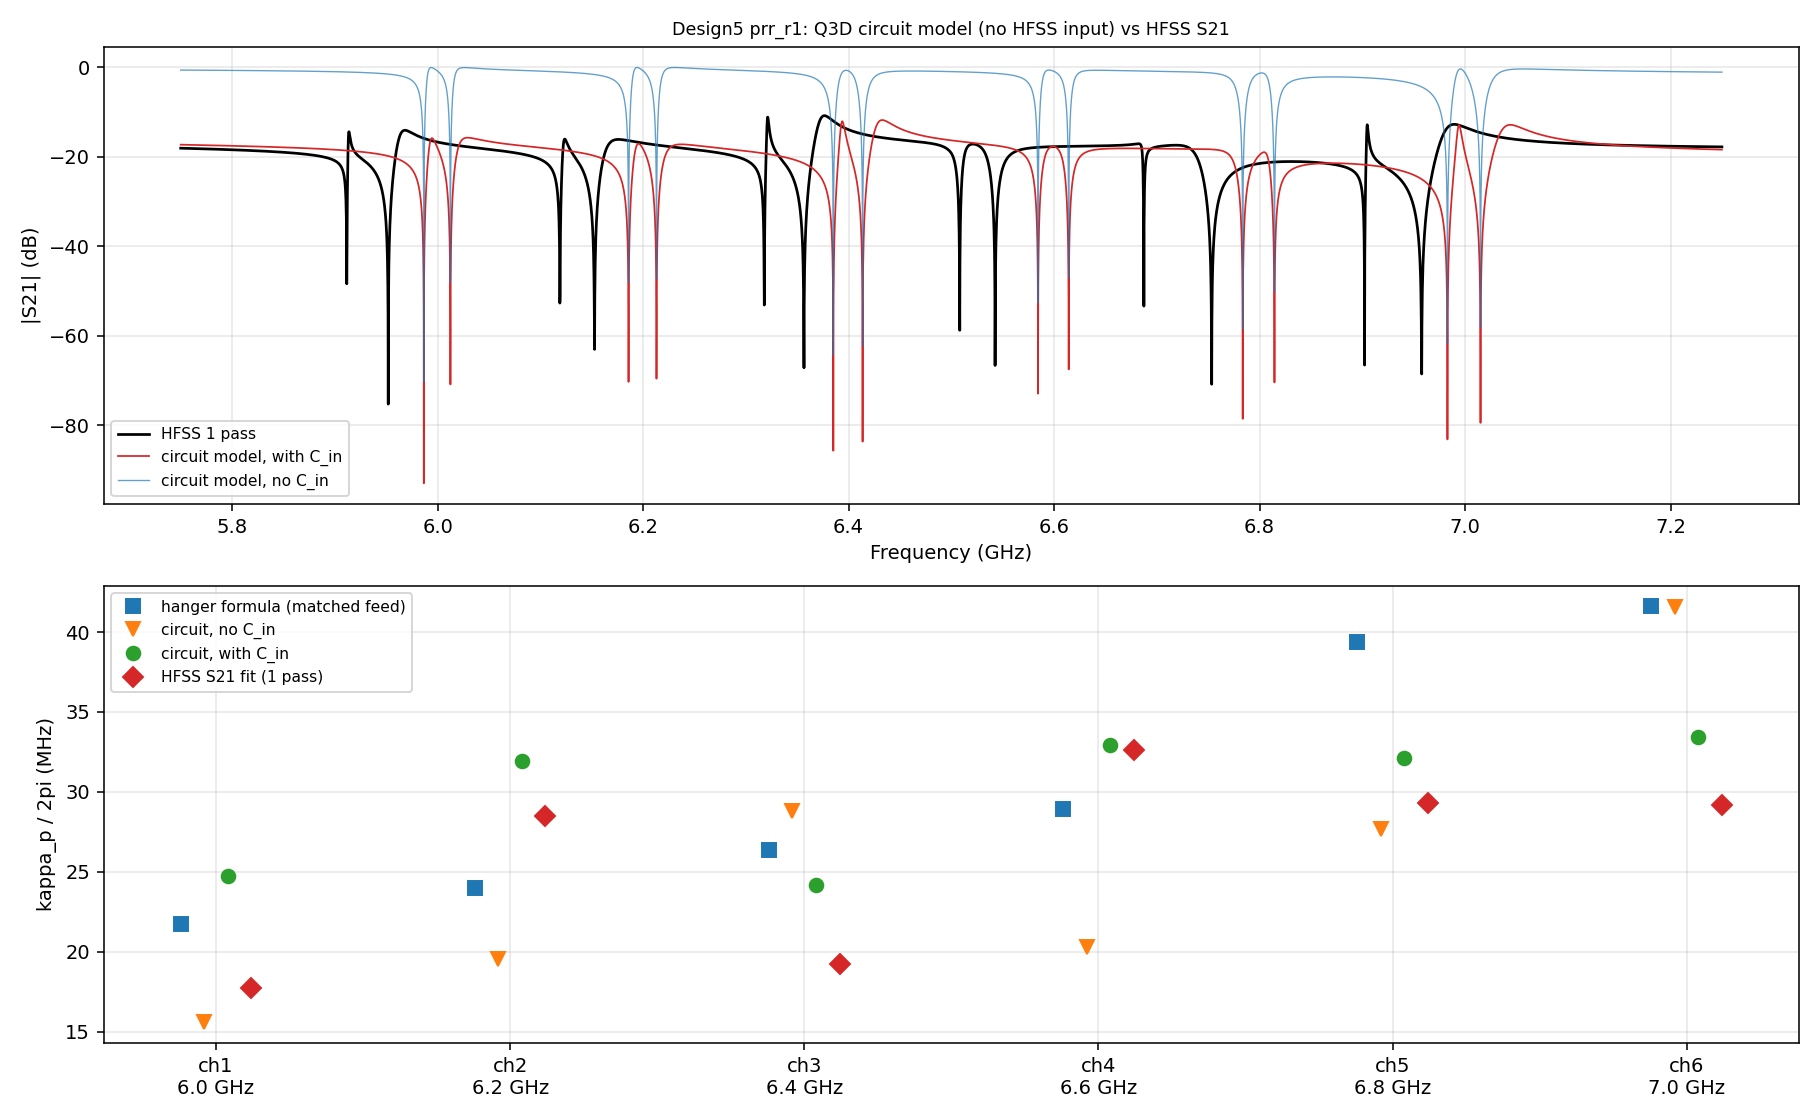 Design5 prr_r1: Q3D circuit model (no HFSS input) vs HFSS S21
|S21| (dB)
0
−20
−40
−60
−80
HFSS 1 pass
circuit model, with C_in
circuit model, no C_in
5.8 6.0 6.2 6.4 6.6 6.8 7.0 7.2
Frequency (GHz)
kappa_p / 2pi (MHz)
40
35
30
25
20
15
hanger formula (matched feed)
circuit, no C_in
circuit, with C_in
HFSS S21 fit (1 pass)
ch1 ch2 ch3 ch4 ch5 ch6
6.0 GHz 6.2 GHz 6.4 GHz 6.6 GHz 6.8 GHz 7.0 GHz